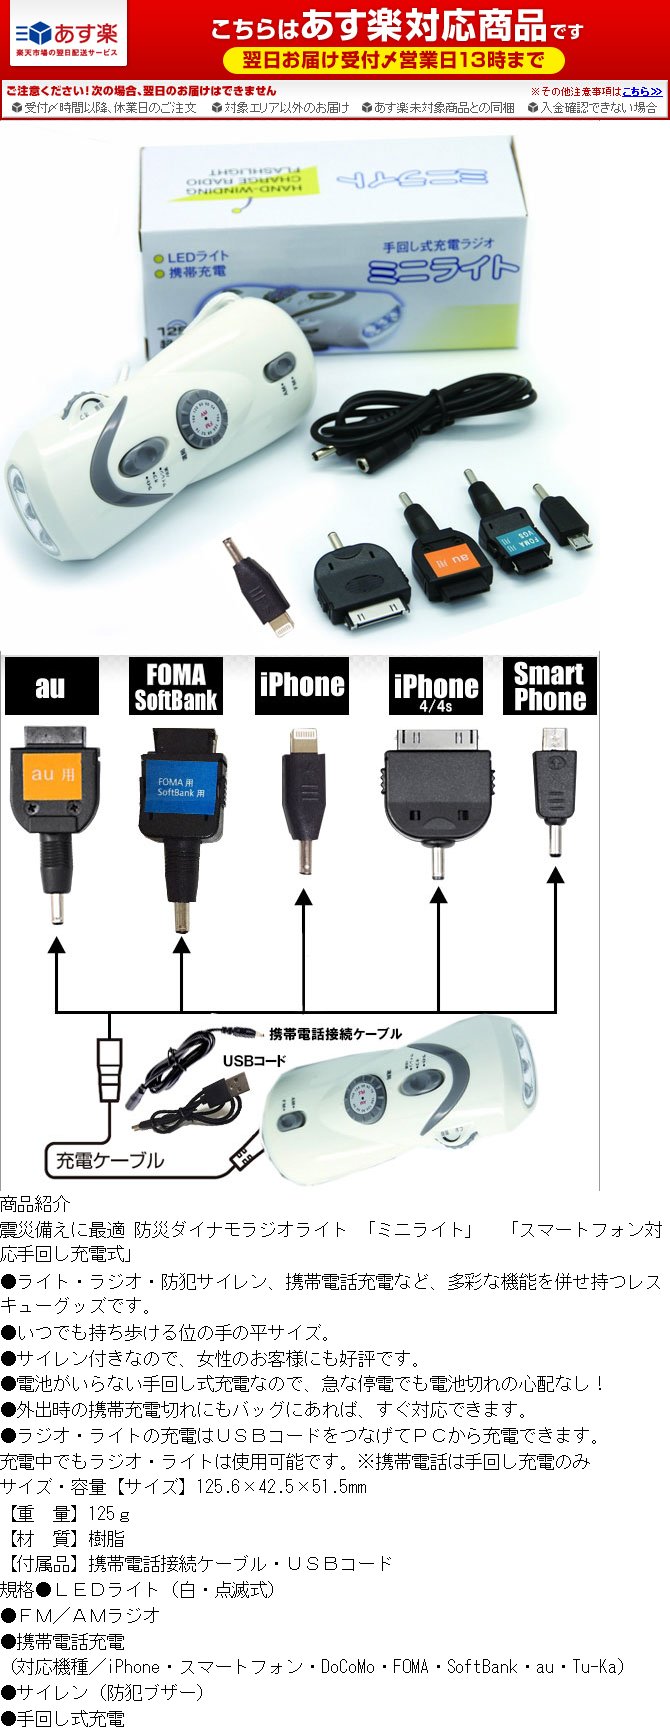 あす楽
楽天市場の翌日配送サービス
こちらはあす楽対応商品です
翌日お届け受付〆営業日13時まで
ご注意ください!次の場合、翌日のお届けはできません
※その他注意事項はこちら≫
受付〆時間以降、休業日のご注文 対象エリア以外のお届け あす楽未対応商品との同梱 入金確認できない場合
HAND-WINDING
CHARGE RADIO
FLASHLIGHT
ミニライト
LEDライト
携帯充電
手回し式充電ラジオ
ミニライト
au用
FOMA用
au
FOMA
SoftBank
iPhone
iPhone
4/4s
Smart
Phone
au用
FOMA用
SoftBank用
携帯電話接続ケーブル
USBコード
充電ケーブル
商品紹介
震災備えに最適 防災ダイナモラジオライト 「ミニライト」 「スマートフォン対
応手回し充電式」
●ライト・ラジオ・防犯サイレン、携帯電話充電など、多彩な機能を併せ持つレス
キューグッズです。
●いつでも持ち歩ける位の手の平サイズ。
●サイレン付きなので、女性のお客様にも好評です。
●電池がいらない手回し式充電なので、急な停電でも電池切れの心配なし！
●外出時の携帯充電切れにもバッグにあれば、すぐ対応できます。
●ラジオ・ライトの充電はＵＳＢコードをつなげてＰＣから充電できます。
充電中でもラジオ・ライトは使用可能です。※携帯電話は手回し充電のみ
サイズ・容量【サイズ】125.6×42.5×51.5mm
【重　量】125ｇ
【材　質】樹脂
【付属品】携帯電話接続ケーブル・ＵＳＢコード
規格●ＬＥＤライト（白・点滅式）
●ＦＭ／ＡＭラジオ
●携帯電話充電
（対応機種／iPhone・スマートフォン・DoCoMo・FOMA・SoftBank・au・Tu-Ka）
●サイレン（防犯ブザー）
●手回し式充電